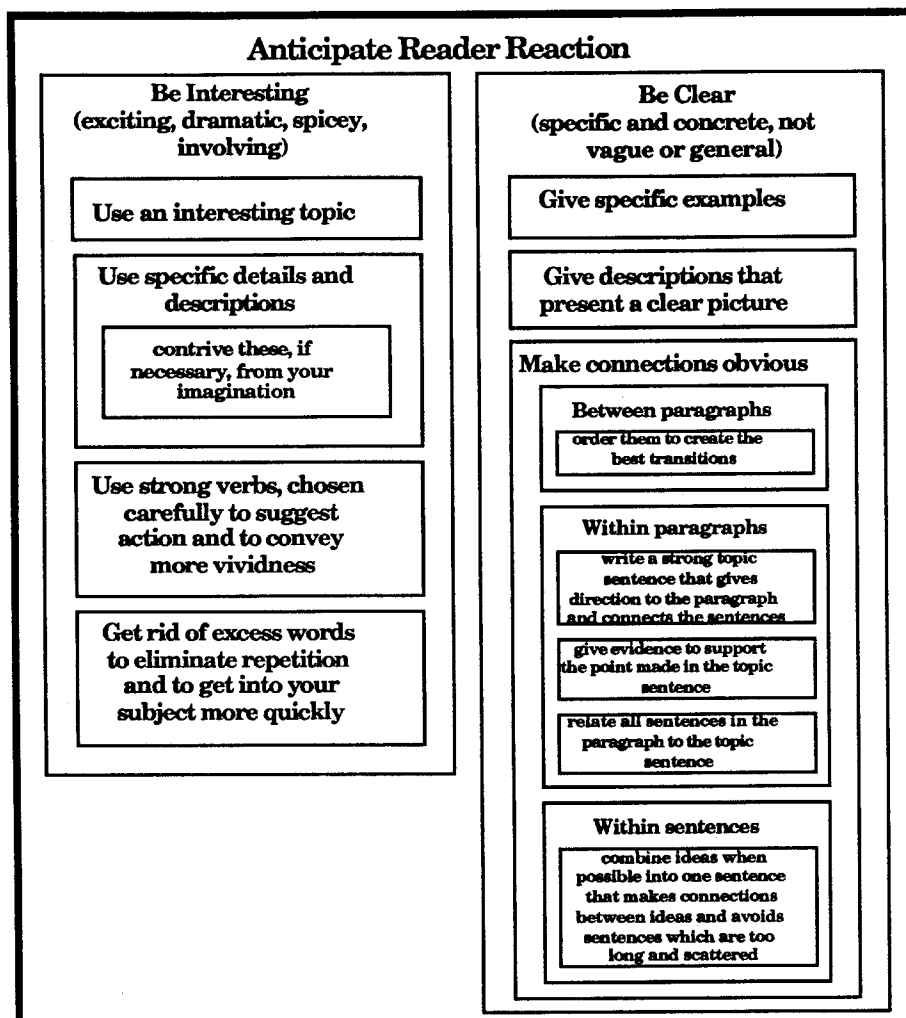 Anticipate Reader Reaction
Be Interesting
(exciting, dramatic, spicey,
involving)
Use an interesting topic
Use specific details and
descriptions
contrive these, if
necessary, from your
imagination
Use strong verbs, chosen
carefully to suggest
action and to convey
more vividness
Get rid of excess words
to eliminate repetition
and to get into your
subject more quickly
Be Clear
(specific and concrete, not
vague or general)
Give specific examples
Give descriptions that
present a clear picture
Make connections obvious
Between paragraphs
order them to create the
best transitions
Within paragraphs
write a strong topic
sentence that gives
direction to the paragraph
and connects the sentences
give evidence to support
the point made in the topic
sentence
relate all sentences in the
paragraph to the topic
sentence
Within sentences
combine ideas when
possible into one sentence
that makes connections
between ideas and avoids
sentences which are too
long and scattered